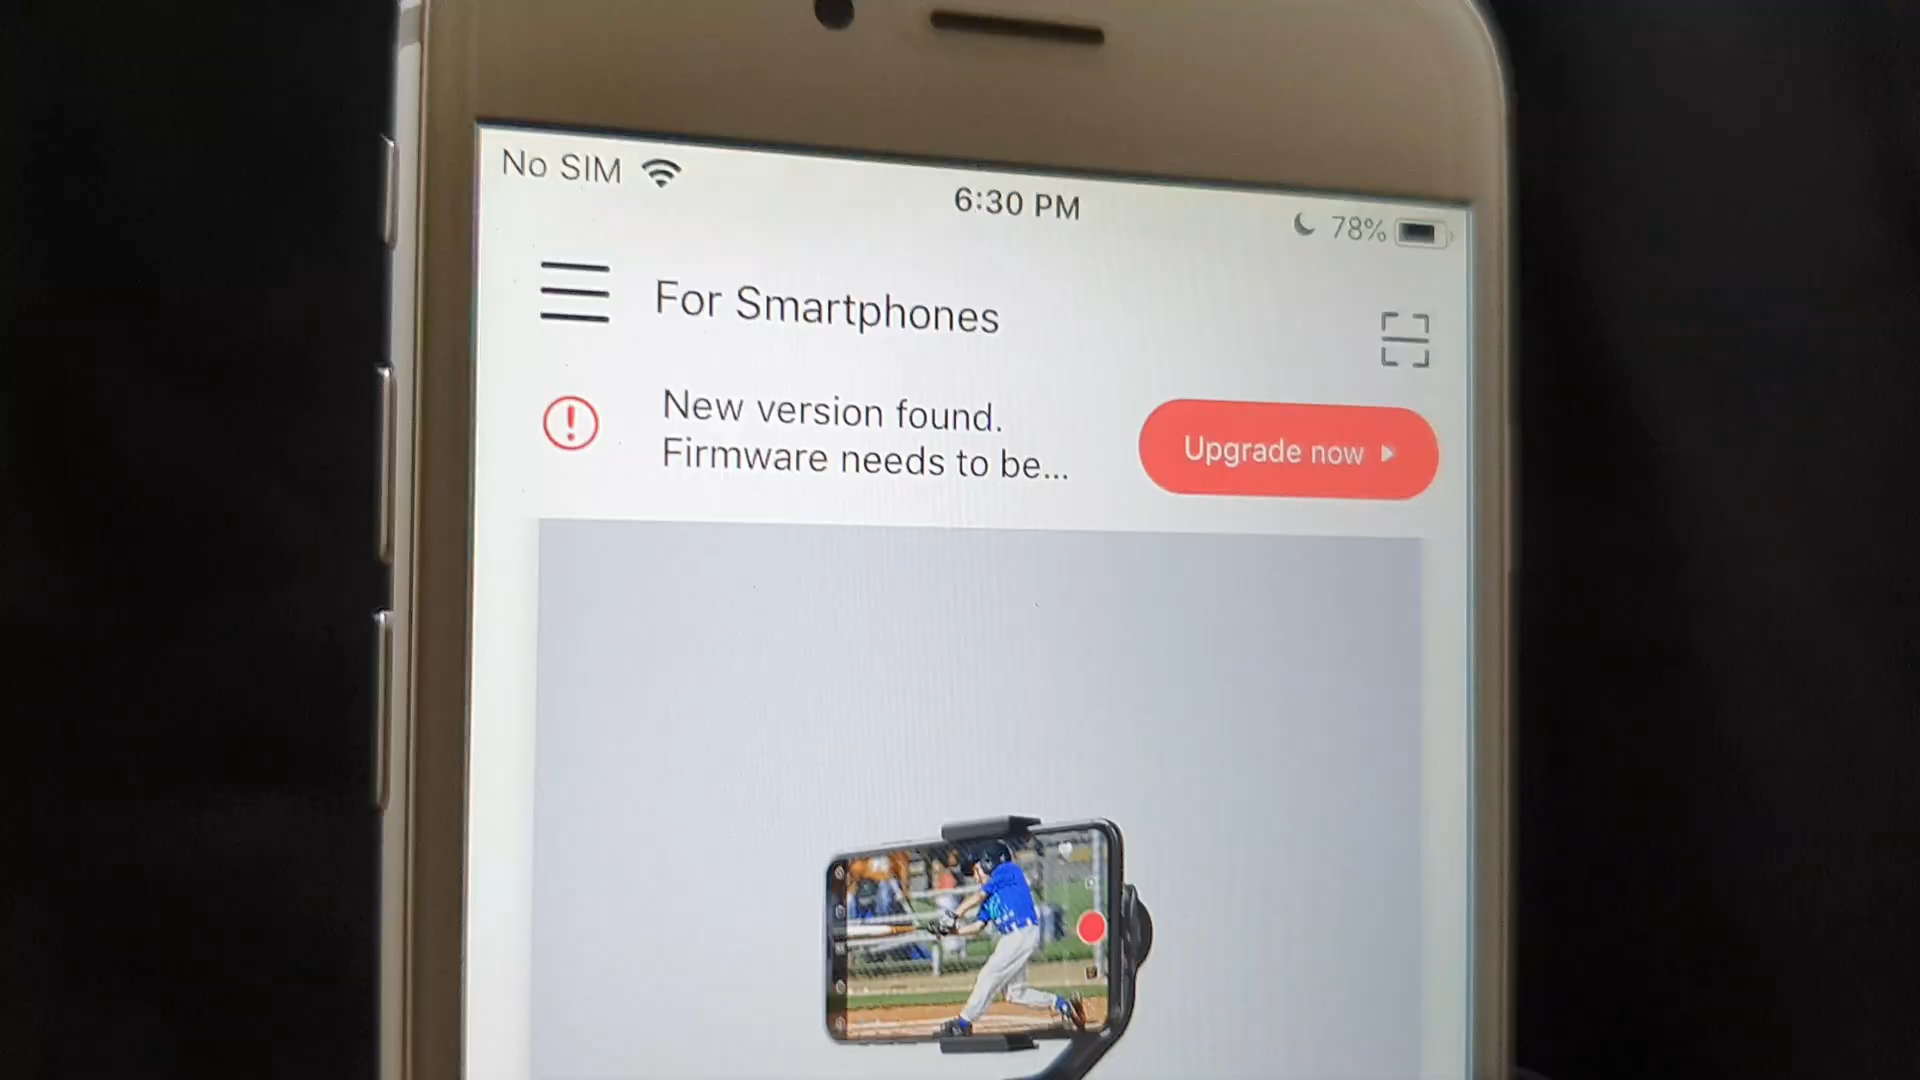 No SIM
6:30 PM
78%
For Smartphones
New version found.
Firmware needs to be...
Upgrade now